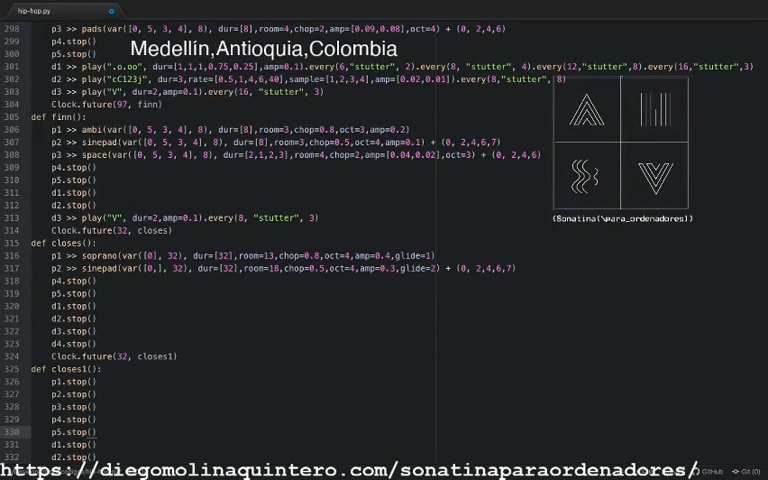 hip-hop.py
298 p3 >> pads(var([0, 5, 3, 4], 8), dur=[8],room=4,chop=2,amp=[0.09,0.08],oct=4) + (0, 2,4,6)
299 p4.stop()
Medellín,Antioquia,Colombia
300 p5.stop()
301 d1 >> play(".o.oo", dur=[1,1,1,0.75,0.25],amp=0.1).every(6,"stutter", 2).every(8, "stutter", 4).every(12,"stutter",8).every(16,"stutter",3)
302 d2 >> play("cC123j", dur=3,rate=[0.5,1,4,6,40],sample=[1,2,3,4],amp=[0.02,0.01]).every(8,"stutter", 8)
303 d3 >> play("V", dur=2,amp=0.1).every(16, "stutter", 3)
304 Clock.future(97, finn)
305 def finn():
306 p1 >> ambi(var([0, 5, 3, 4], 8), dur=[8],room=3,chop=0.8,oct=3,amp=0.2)
307 p2 >> sinepad(var([0, 5, 3, 4], 8), dur=[8],room=3,chop=0.5,oct=4,amp=0.1) + (0, 2,4,6,7)
308 p3 >> space(var([0, 5, 3, 4], 8), dur=[2,1,2,3],room=4,chop=2,amp=[0.04,0.02],oct=3) + (0, 2,4,6)
309 p4.stop()
310 p5.stop()
311 d1.stop()
312 d2.stop()
313 d3 >> play("V", dur=2,amp=0.1).every(8, "stutter", 3)
314 Clock.future(32, closes)
(Sonatina(\para_ordenadores))
315 def closes():
316 p1 >> soprano(var([0], 32), dur=[32],room=13,chop=0.8,oct=4,amp=0.4,glide=1)
317 p2 >> sinepad(var([0,], 32), dur=[32],room=18,chop=0.5,oct=4,amp=0.3,glide=2) + (0, 2,4,6,7)
318 p4.stop()
319 p5.stop()
320 d1.stop()
321 d2.stop()
322 d3.stop()
323 d4.stop()
324 Clock.future(32, closes1)
325 def closes1():
326 p1.stop()
327 p2.stop()
328 p3.stop()
329 p4.stop()
330 p5.stop()
331 d1.stop()
332 d2.stop()
https://diegomolinaquintero.com/sonatinaparaordenadores/
GitHub Git (0)